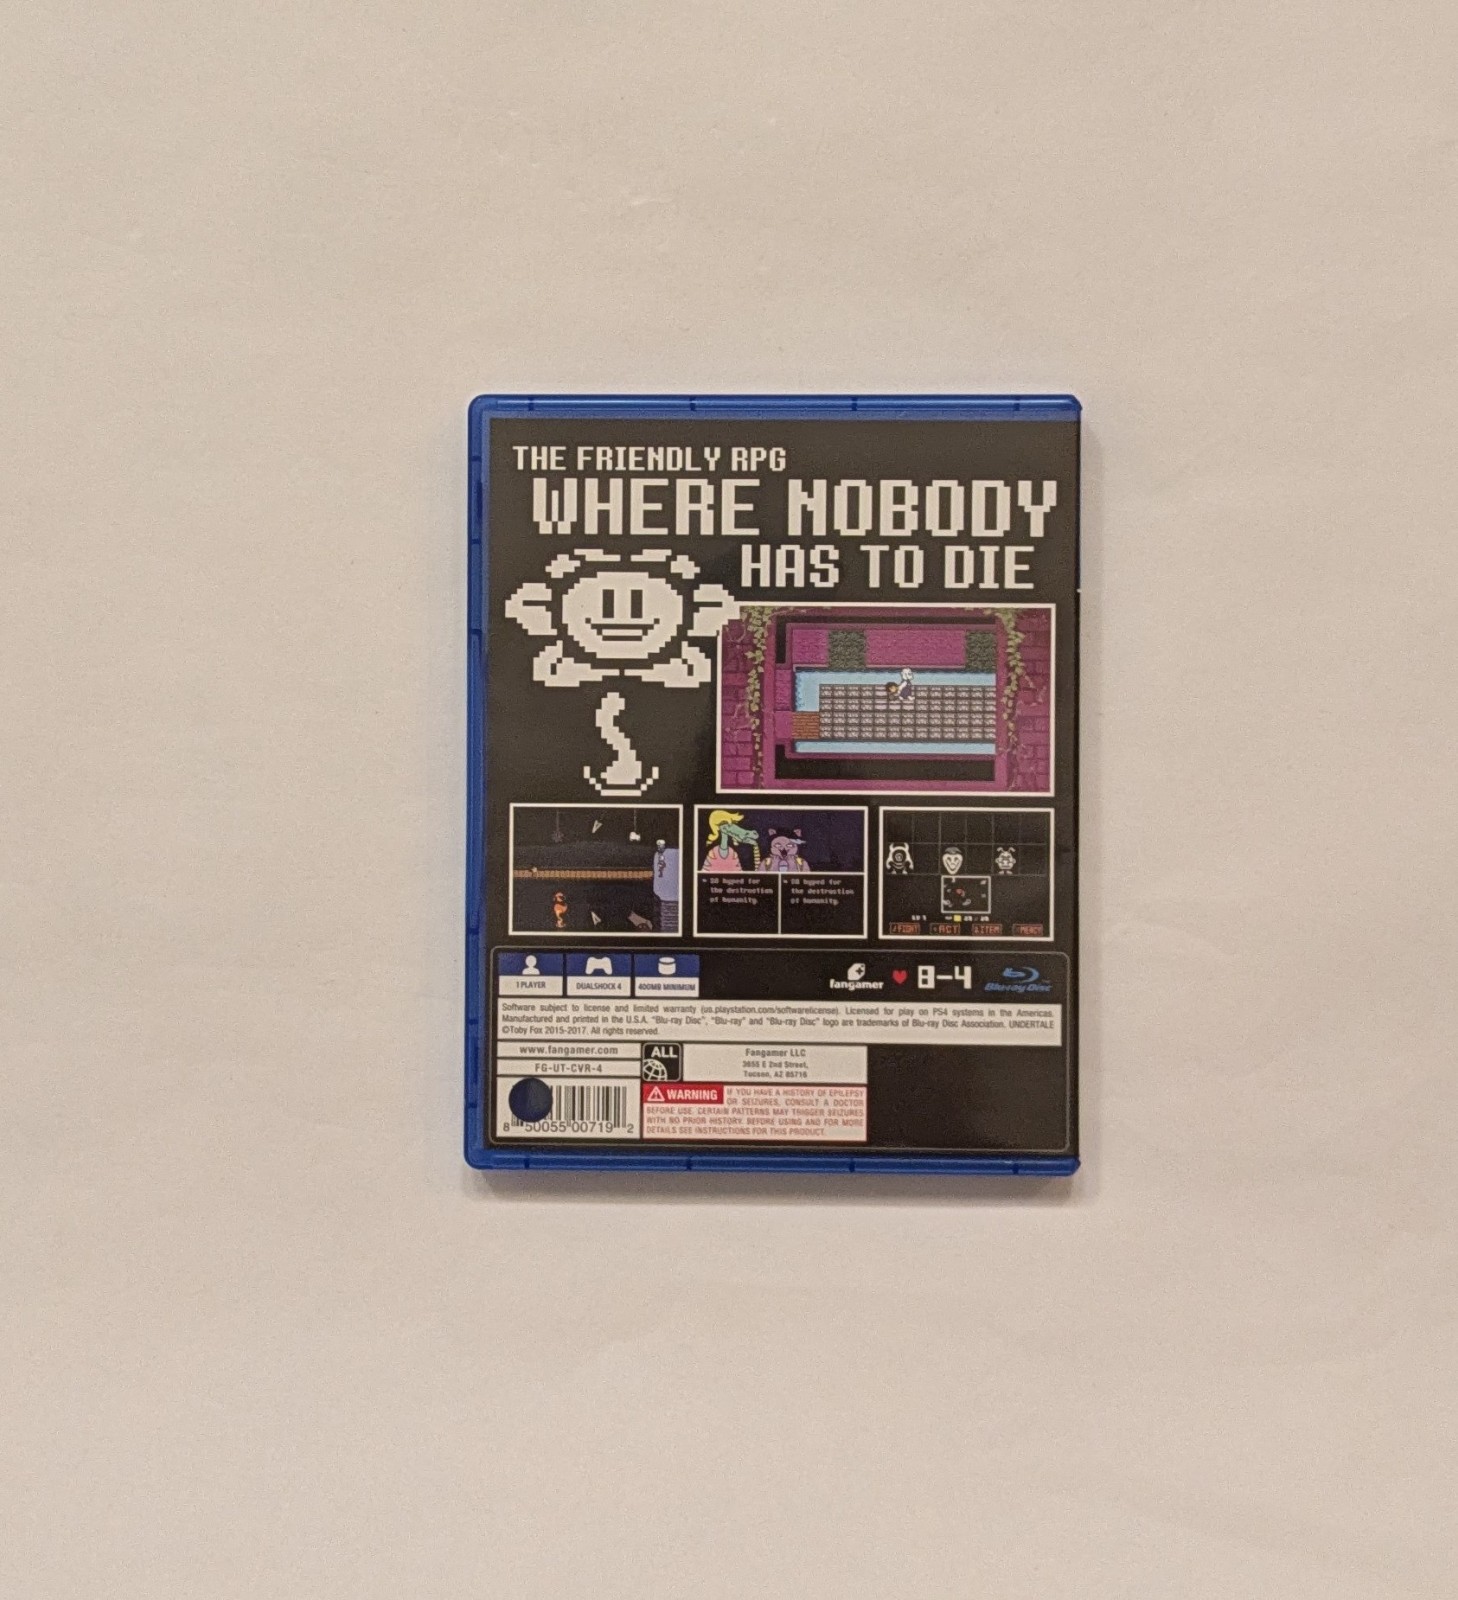 THE FRIENDLY RPG
WHERE NOBODY
HAS TO DIE
SO hyped for
the destruction
of humanity.
SO hyped for
the destruction
of humanity.
FIGHT ACT ITEM MERCY
1 PLAYER
DUALSHOCK 4
400MB MINIMUM
fangamer
8-4
Blu-ray Disc
Software subject to license and limited warranty (us.playstation.com/softwarelicense). Licensed for play on PS4 systems in the Americas.
Manufactured and printed in the U.S.A. "Blu-ray Disc", "Blu-ray" and "Blu-ray Disc" logo are trademarks of Blu-ray Disc Association. UNDERTALE
©Toby Fox 2015-2017. All rights reserved.
www.fangamer.com
FG-UT-CVR-4
ALL
Fangamer LLC
3655 E 2nd Street,
Tucson, AZ 85716
WARNING IF YOU HAVE A HISTORY OF EPILEPSY
OR SEIZURES, CONSULT A DOCTOR
BEFORE USE. CERTAIN PATTERNS MAY TRIGGER SEIZURES
WITH NO PRIOR HISTORY. BEFORE USING AND FOR MORE
DETAILS SEE INSTRUCTIONS FOR THIS PRODUCT.
8 50055 00719 2